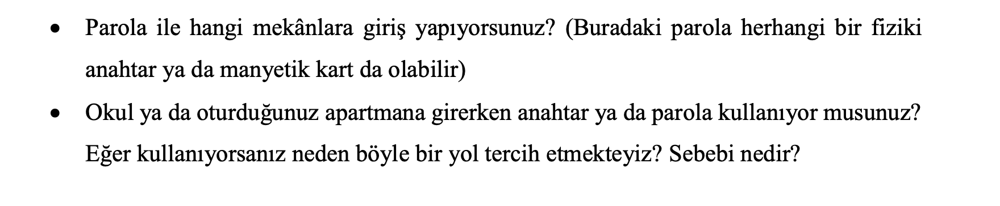 • Parola ile hangi mekânlara giriş yapıyorsunuz? (Buradaki parola herhangi bir fiziki
anahtar ya da manyetik kart da olabilir)
• Okul ya da oturduğunuz apartmana girerken anahtar ya da parola kullanıyor musunuz?
Eğer kullanıyorsanız neden böyle bir yol tercih etmekteyiz? Sebebi nedir?